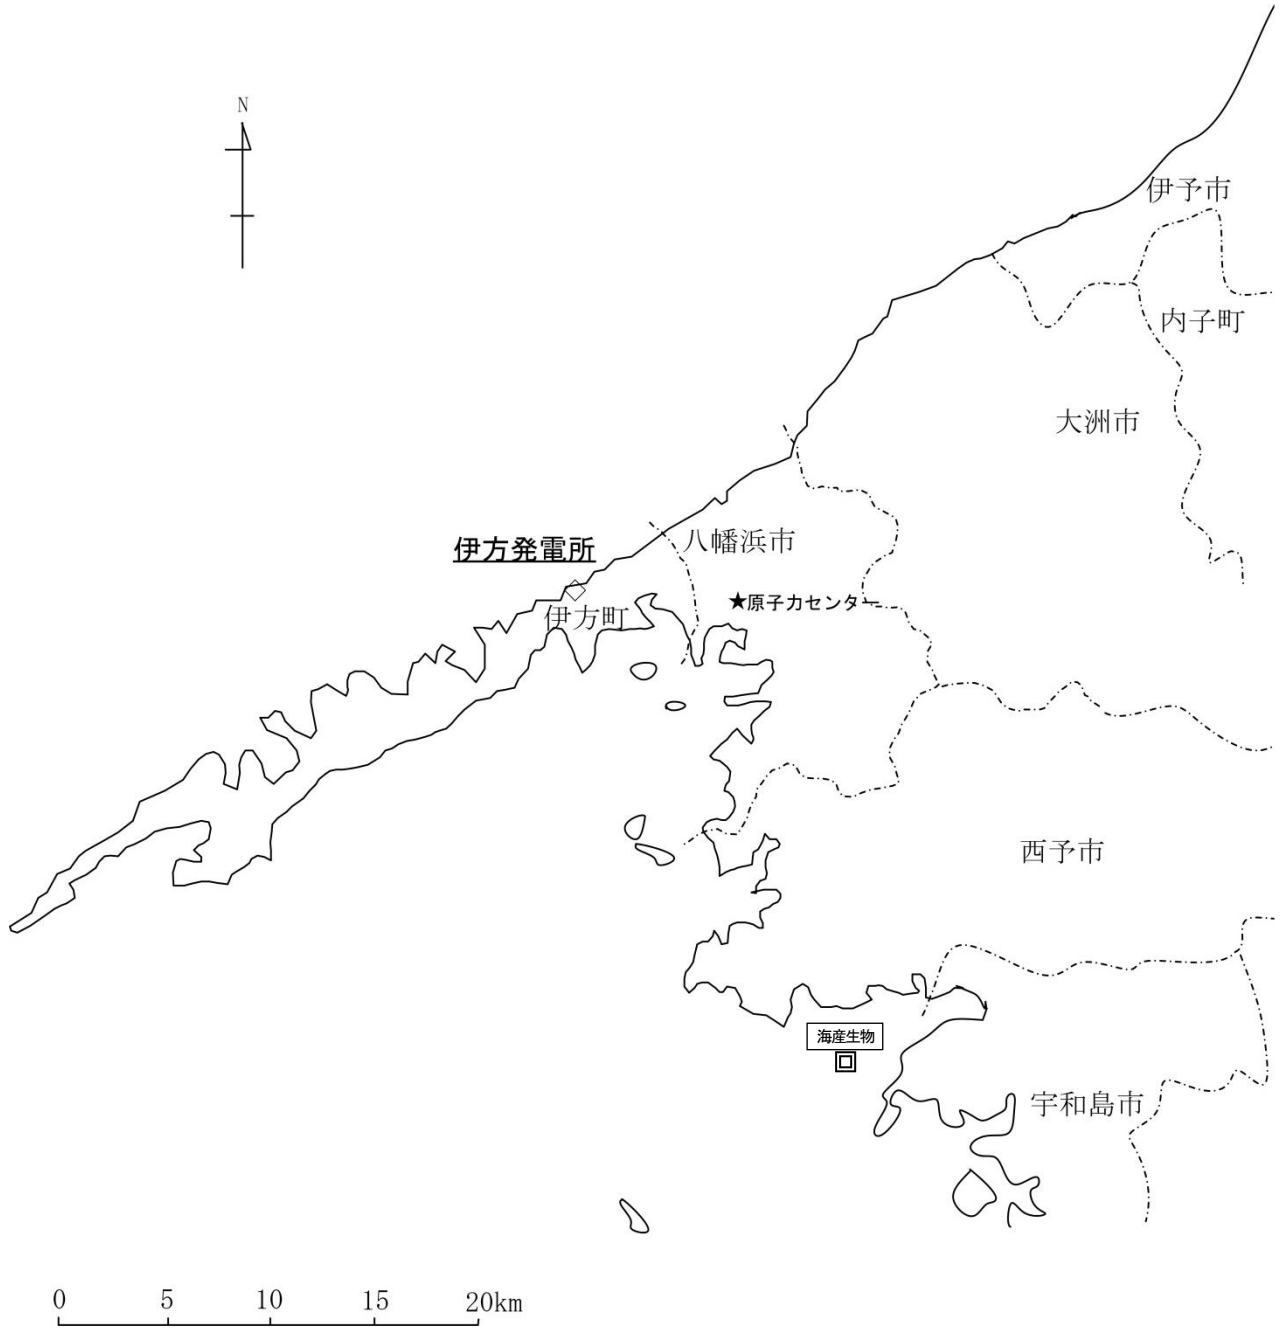 N
伊予市
内子町
大洲市
八幡浜市
伊方発電所
★原子力センター
伊方町
西予市
海産生物
宇和島市
0 5 10 15 20km